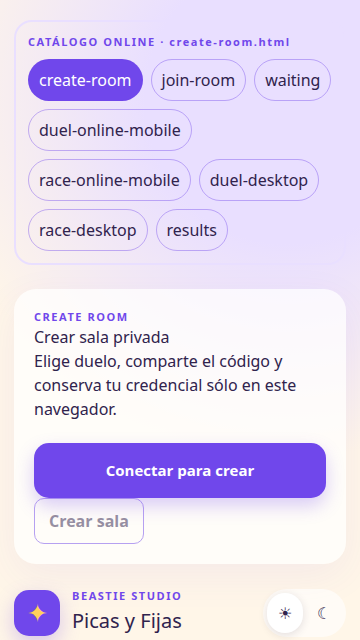 CATÁLOGO ONLINE · create-room.html
create-room join-room waiting
duel-online-mobile
race-online-mobile duel-desktop
race-desktop results
CREATE ROOM
Crear sala privada
Elige duelo, comparte el código y
conserva tu credencial sólo en este
navegador.
Conectar para crear
Crear sala
BEASTIE STUDIO
Picas y Fijas